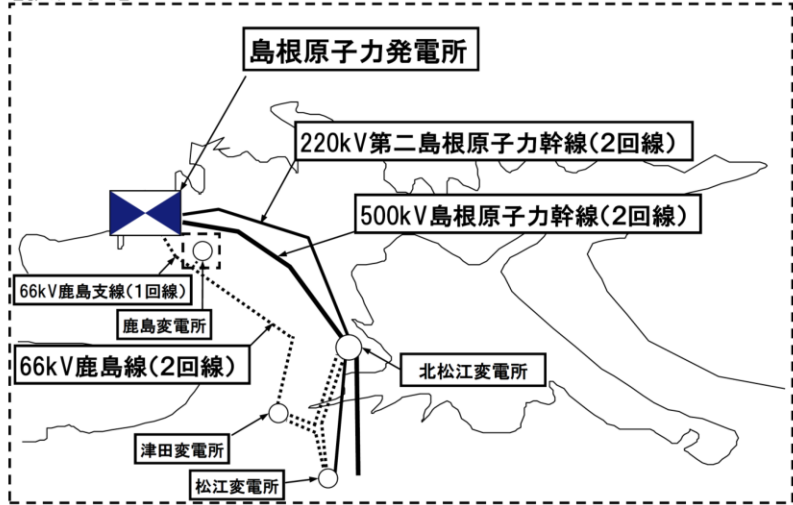 島根原子力発電所
220kV第二島根原子力幹線(2回線)
500kV島根原子力幹線(2回線)
66kV鹿島支線(1回線)
鹿島変電所
66kV鹿島線(2回線)
北松江変電所
津田変電所
松江変電所